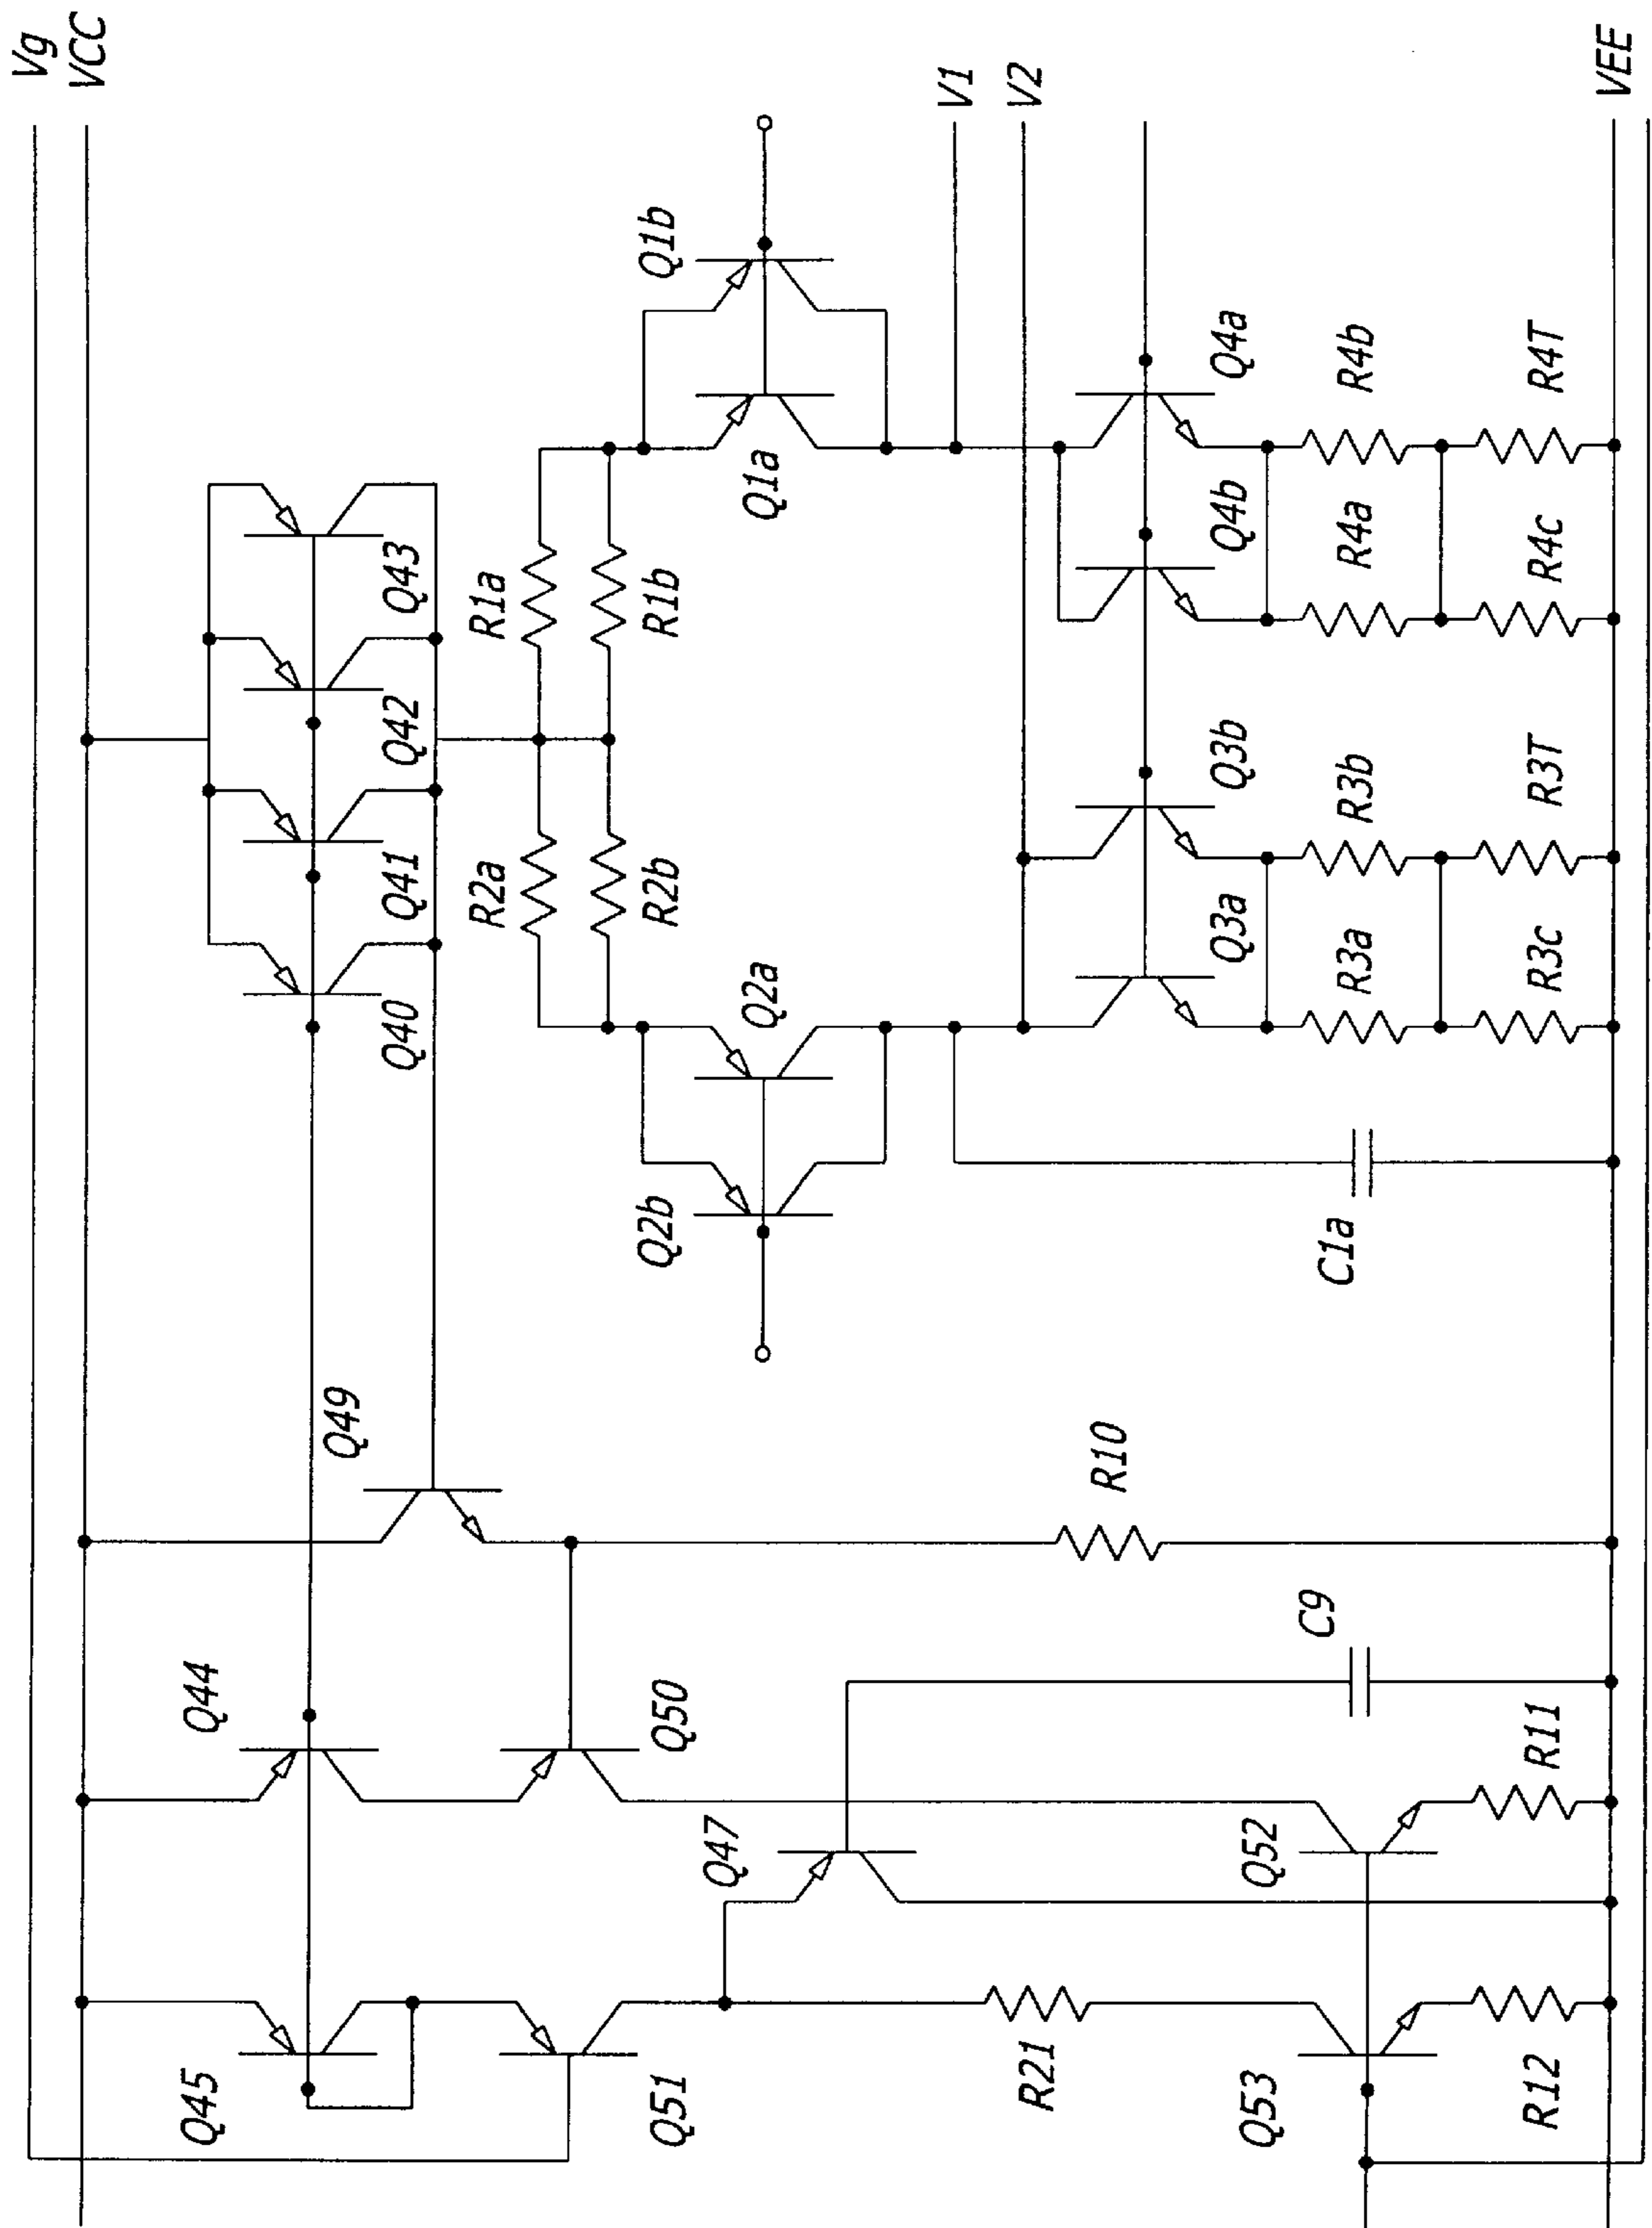 Vg
VCC
Q45
Q44
Q49
Q40
Q41
Q42
Q43
R2a
R1a
R2b
R1b
Q51
Q50
Q47
Q2b
Q2a
Q1a
Q1b
V1
V2
R21
R10
Q53
Q52
C9
C1a
Q3a
Q3b
Q4b
Q4a
R3a
R3b
R4a
R4b
R12
R11
R3c
R3T
R4c
R4T
VEE